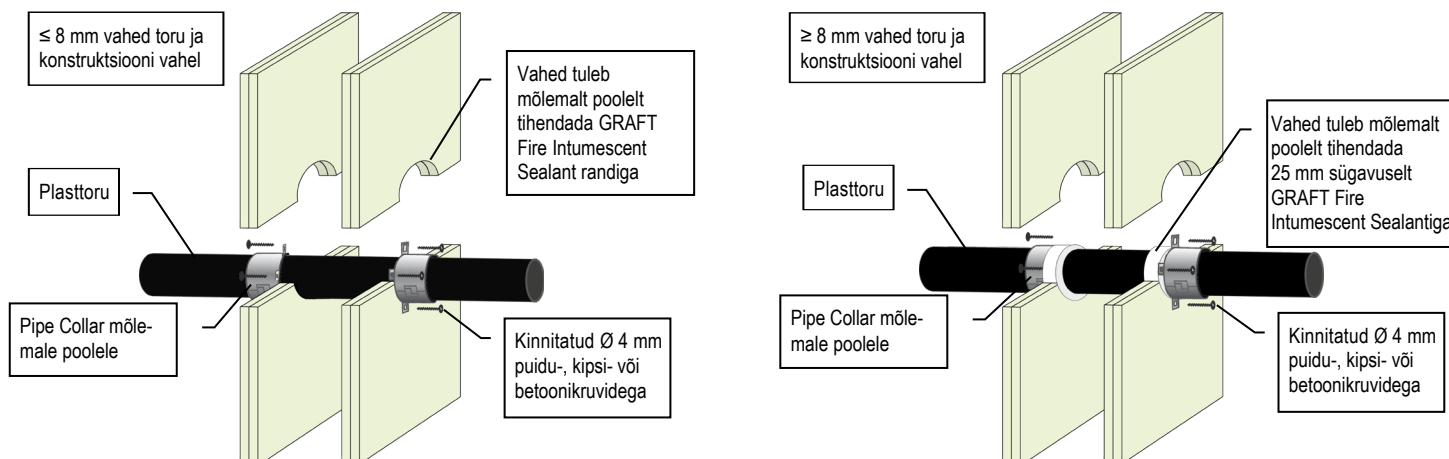 ≤ 8 mm vahed toru ja
konstruktsiooni vahel
Vahed tuleb
mõlemalt poolelt
tihendada GRAFT
Fire Intumescent
Sealant randiga
Plasttoru
Pipe Collar mõle-
male poolele
Kinnitatud Ø 4 mm
puidu-, kipsi- või
betoonikruvidega
≥ 8 mm vahed toru ja
konstruktsiooni vahel
Vahed tuleb mõlemalt
poolelt tihendada
25 mm sügavuselt
GRAFT Fire
Intumescent Sealantiga
Plasttoru
Pipe Collar mõle-
male poolele
Kinnitatud Ø 4 mm
puidu-, kipsi- või
betoonikruvidega